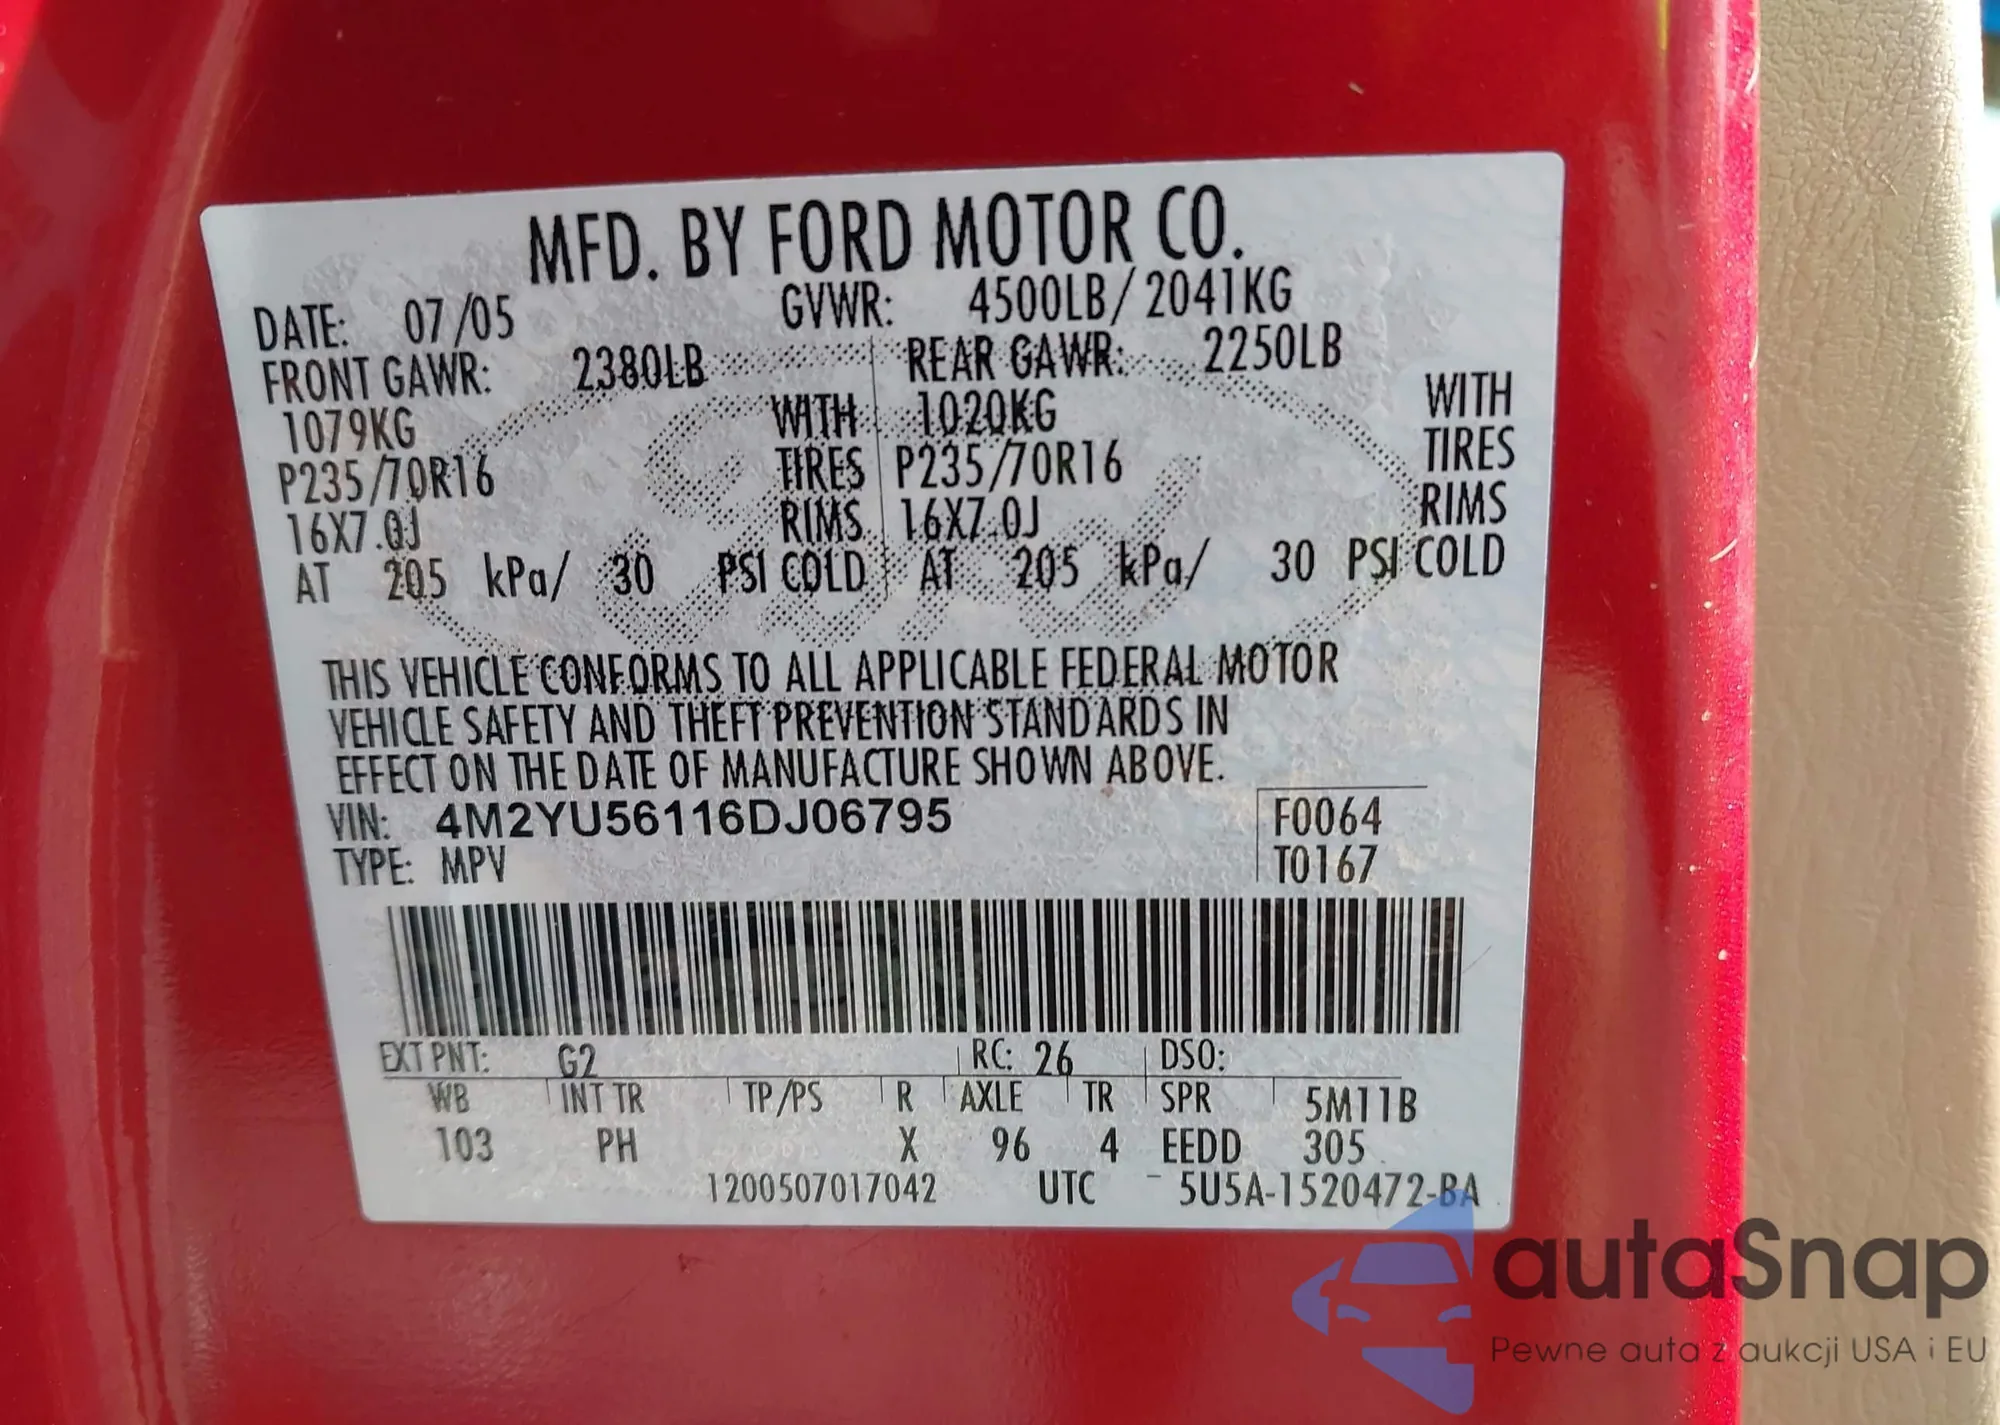 MFD. BY FORD MOTOR CO.
DATE: 07/05 GVWR: 4500LB/2041KG
FRONT GAWR: 2380LB REAR GAWR: 2250LB
1079KG WITH 1020KG WITH
P235/70R16 TIRES P235/70R16 TIRES
16X7.0J RIMS 16X7.0J RIMS
AT 205 kPa/ 30 PSI COLD AT 205 kPa/ 30 PSI COLD
THIS VEHICLE CONFORMS TO ALL APPLICABLE FEDERAL MOTOR
VEHICLE SAFETY AND THEFT PREVENTION STANDARDS IN
EFFECT ON THE DATE OF MANUFACTURE SHOWN ABOVE.
VIN: 4M2YU56116DJ06795 F0064
TYPE: MPV T0167
EXT PNT: G2 RC: 26 DSO:
WB INT TR TP/PS R AXLE TR SPR 5M11B
103 PH X 96 4 EEDD 305
1200507017042 UTC - 5U5A-1520472-BA
autaSnap
Pewne auta z aukcji USA i EU